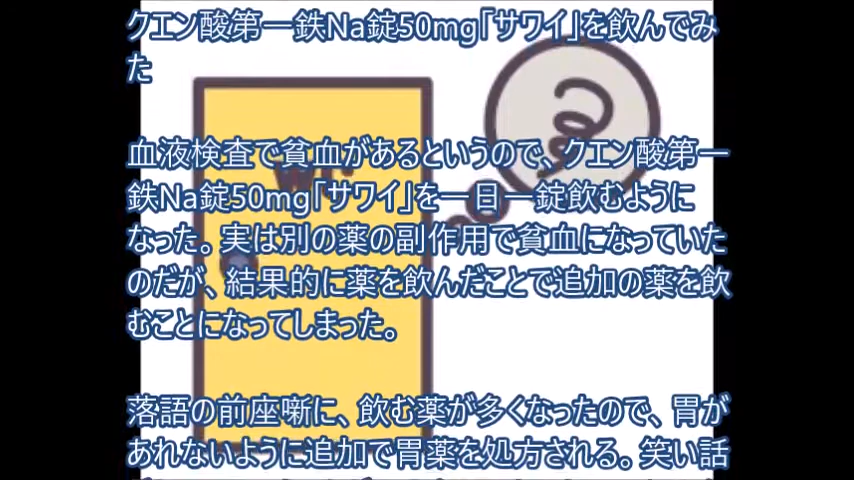 クエン酸第一鉄Na錠50mg「サワイ」を飲んでみ
た
血液検査で貧血があるというので、クエン酸第一
鉄Na錠50mg「サワイ」を一日一錠飲むように
なった。実は別の薬の副作用で貧血になっていた
のだが、結果的に薬を飲んだことで追加の薬を飲
むことになってしまった。
落語の前座噺に、飲む薬が多くなったので、胃が
あれないように追加で胃薬を処方される。笑い話